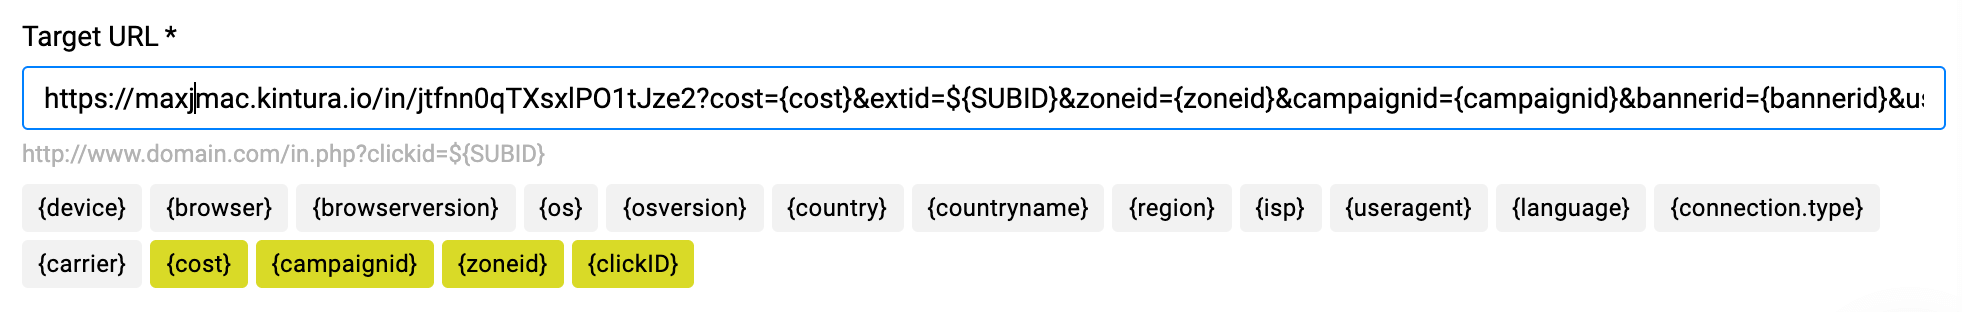 Target URL *
https://maxjmac.kintura.io/in/jtfnn0qTXsxlPO1tJze2?cost={cost}&extid=${SUBID}&zoneid={zoneid}&campaignid={campaignid}&bannerid={bannerid}&us
http://www.domain.com/in.php?clickid=${SUBID}
{device} {browser} {browserversion} {os} {osversion} {country} {countryname} {region} {isp} {useragent} {language} {connection.type}
{carrier} {cost} {campaignid} {zoneid} {clickID}